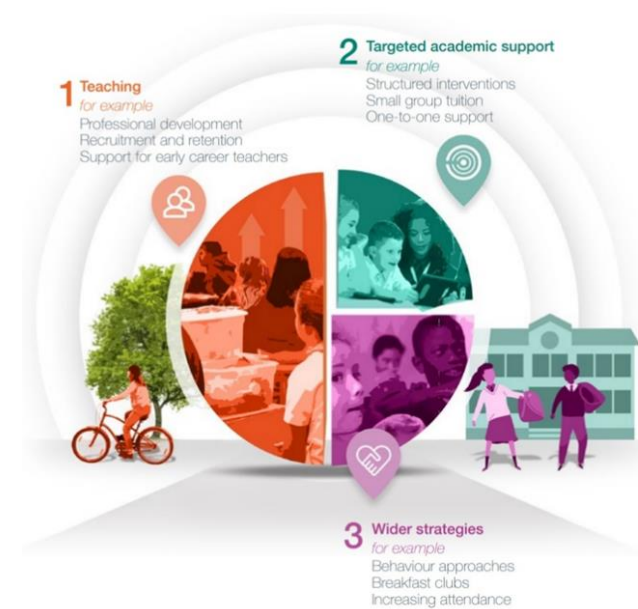 1 Teaching
for example
Professional development
Recruitment and retention
Support for early career teachers
2 Targeted academic support
for example
Structured interventions
Small group tuition
One-to-one support
3 Wider strategies
for example
Behaviour approaches
Breakfast clubs
Increasing attendance